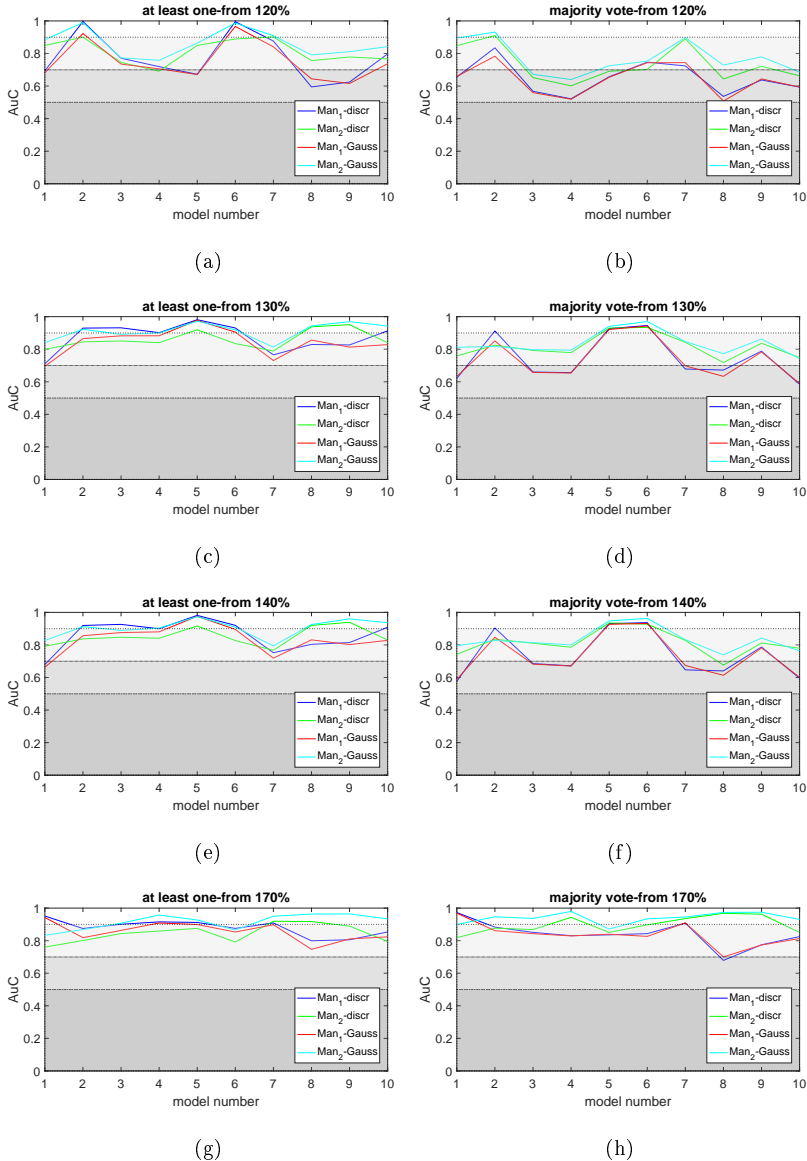 at least one-from 120%
AuC
1
0.8
0.6
0.4
0.2
0
1 2 3 4 5 6 7 8 9 10
model number
Man1-discr
Man2-discr
Man1-Gauss
Man2-Gauss
(a)
majority vote-from 120%
AuC
1
0.8
0.6
0.4
0.2
0
1 2 3 4 5 6 7 8 9 10
model number
Man1-discr
Man2-discr
Man1-Gauss
Man2-Gauss
(b)
at least one-from 130%
AuC
1
0.8
0.6
0.4
0.2
0
1 2 3 4 5 6 7 8 9 10
model number
Man1-discr
Man2-discr
Man1-Gauss
Man2-Gauss
(c)
majority vote-from 130%
AuC
1
0.8
0.6
0.4
0.2
0
1 2 3 4 5 6 7 8 9 10
model number
Man1-discr
Man2-discr
Man1-Gauss
Man2-Gauss
(d)
at least one-from 140%
AuC
1
0.8
0.6
0.4
0.2
0
1 2 3 4 5 6 7 8 9 10
model number
Man1-discr
Man2-discr
Man1-Gauss
Man2-Gauss
(e)
majority vote-from 140%
AuC
1
0.8
0.6
0.4
0.2
0
1 2 3 4 5 6 7 8 9 10
model number
Man1-discr
Man2-discr
Man1-Gauss
Man2-Gauss
(f)
at least one-from 170%
AuC
1
0.8
0.6
0.4
0.2
0
1 2 3 4 5 6 7 8 9 10
model number
Man1-discr
Man2-discr
Man1-Gauss
Man2-Gauss
(g)
majority vote-from 170%
AuC
1
0.8
0.6
0.4
0.2
0
1 2 3 4 5 6 7 8 9 10
model number
Man1-discr
Man2-discr
Man1-Gauss
Man2-Gauss
(h)